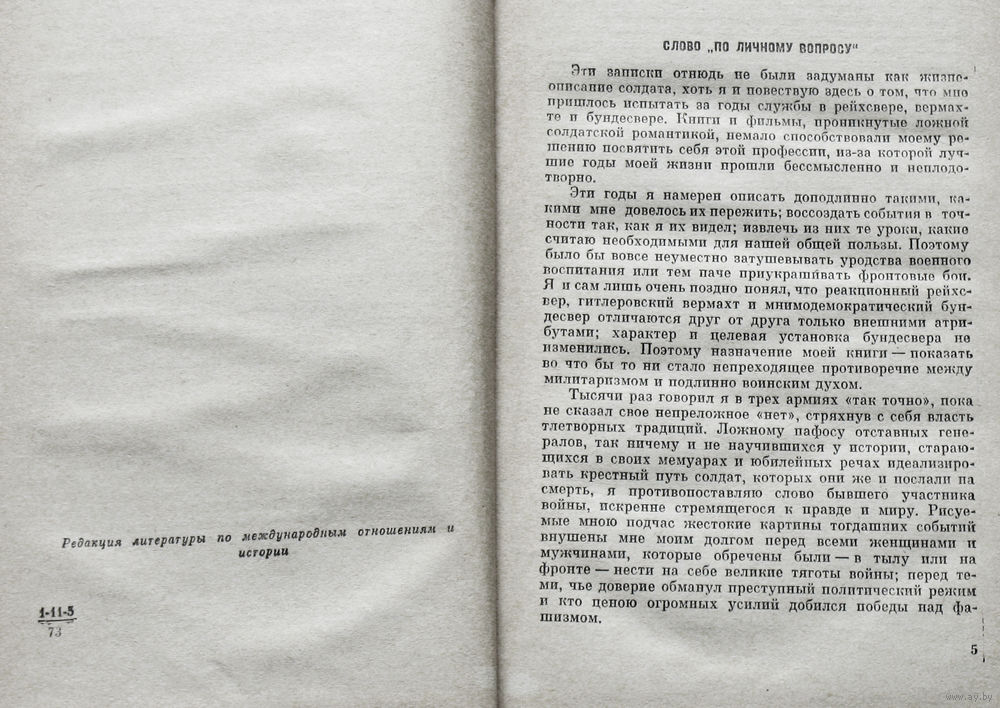 Редакция литературы по международным отношениям и
истории
1-11-5
73
СЛОВО „ПО ЛИЧНОМУ ВОПРОСУ“
Эти записки отнюдь не были задуманы как жизне-
описание солдата, хоть я и повествую здесь о том, что мне
пришлось испытать за годы службы в рейхсвере, вермах-
те и бундесвере. Книги и фильмы, проникнутые ложной
солдатской романтикой, немало способствовали моему ре-
шению посвятить себя этой профессии, из-за которой луч-
шие годы моей жизни прошли бессмысленно и неплодо-
творно.
Эти годы я намерен описать доподлинно такими, ка-
кими мне довелось их пережить; воссоздать события в точ-
ности так, как я их видел; извлечь из них те уроки, какие
считаю необходимыми для нашей общей пользы. Поэтому
было бы вовсе неуместно затушевывать уродства военного
воспитания или тем паче приукрашивать фронтовые бои.
Я и сам лишь очень поздно понял, что реакционный рейхс-
вер, гитлеровский вермахт и мнимодемократический бун-
десвер отличаются друг от друга только внешними атри-
бутами; характер и целевая установка бундесвера не
изменились. Поэтому назначение моей книги — показать
во что бы то ни стало непреходящее противоречие между
милитаризмом и подлинно воинским духом.
Тысячи раз говорил я в трех армиях «так точно», пока
не сказал свое непреложное «нет», стряхнув с себя власть
тлетворных традиций. Ложному пафосу отставных гене-
ралов, так ничему и не научившихся у истории, стараю-
щихся в своих мемуарах и юбилейных речах идеализиро-
вать крестный путь солдат, которых они же и послали на
смерть, я противопоставляю слово бывшего участника
войны, искренне стремящегося к правде и миру. Рисуе-
мые мною подчас жестокие картины тогдашних событий
внушены мне моим долгом перед всеми женщинами и
мужчинами, которые обречены были — в тылу или на
фронте — нести на себе великие тяготы войны; перед те-
ми, чье доверие обманул преступный политический режим
и кто ценою огромных усилий добился победы над фа-
шизмом.
5
www.ay.by